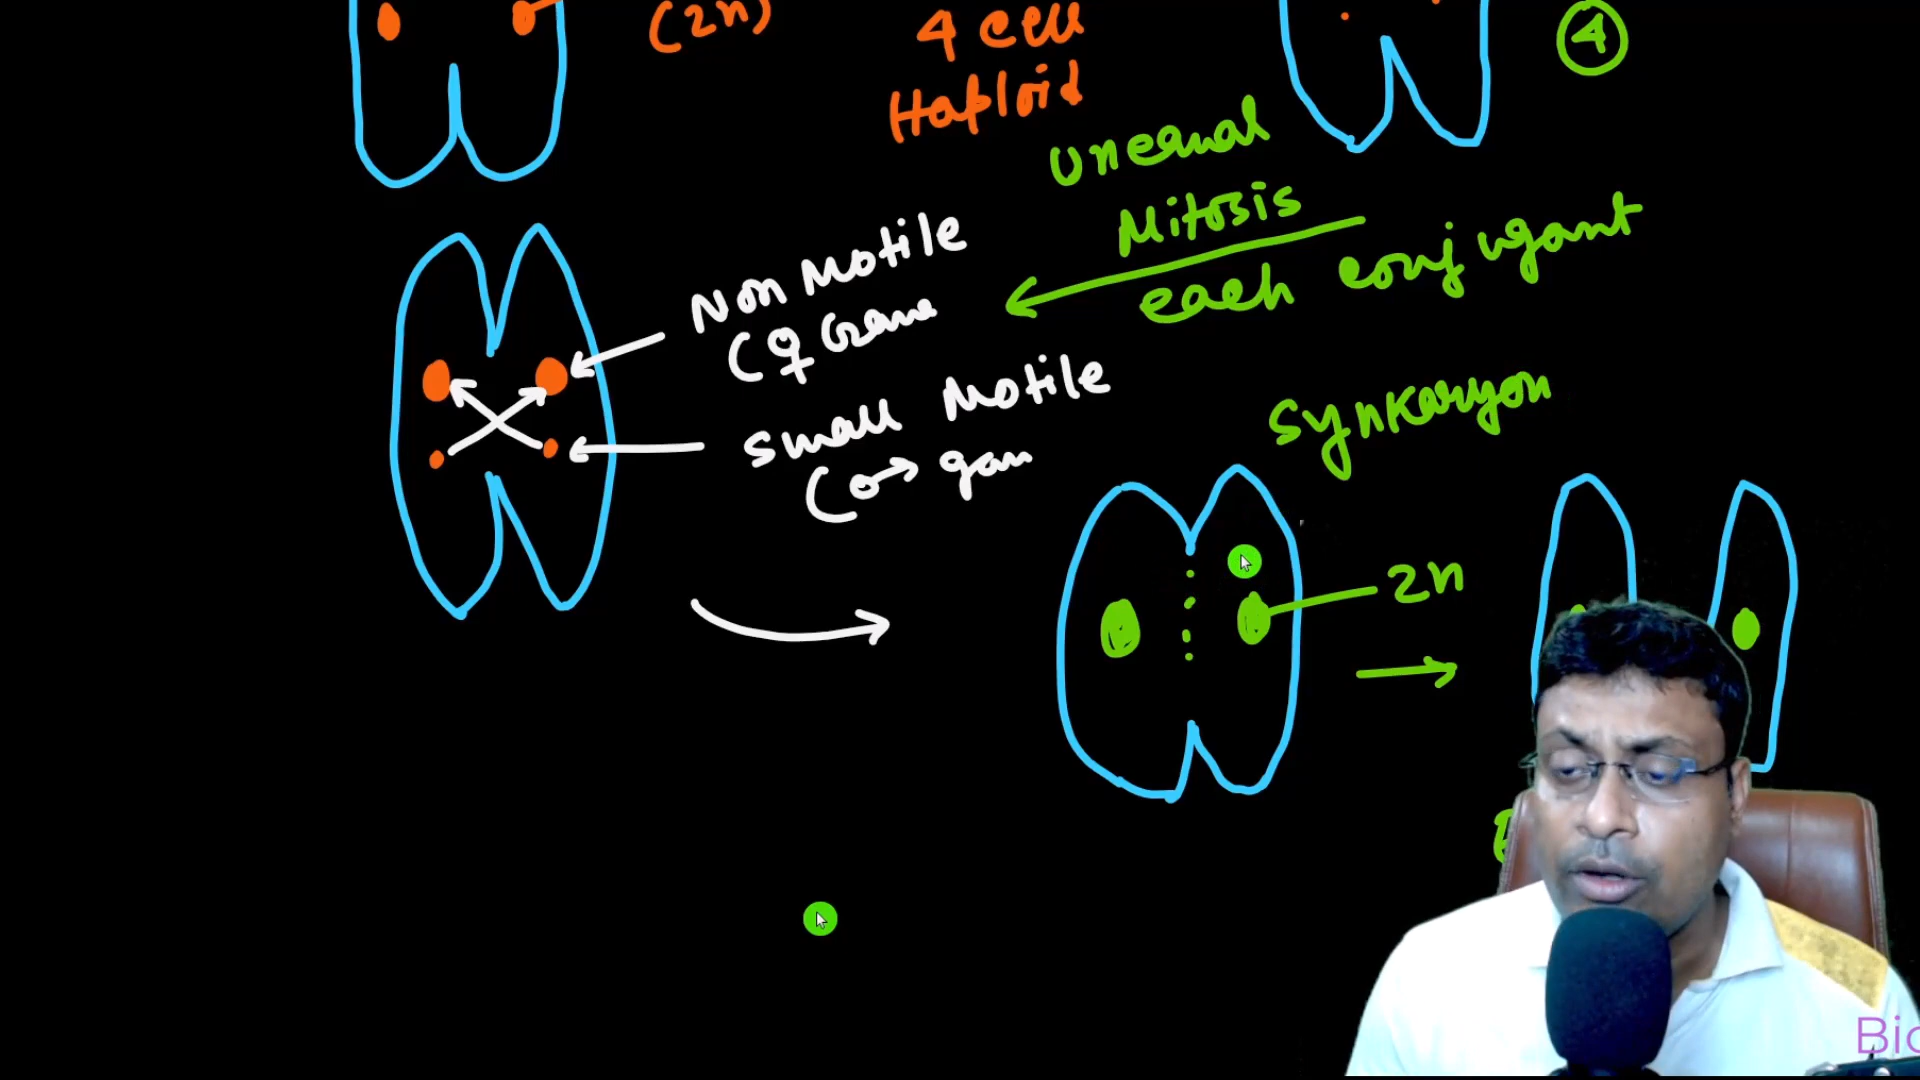 (2n)
4 cell
Haploid
4
Unequal
Mitosis
each conjugant
Non Motile
(♀ Game
Small Motile
(♂ gam
Synkaryon
2n
Bio